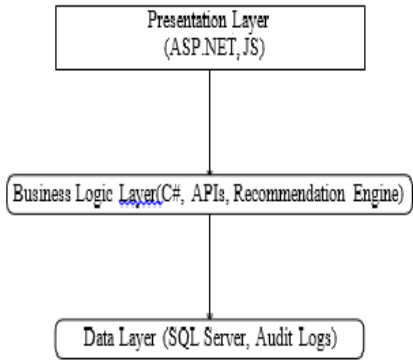 Presentation Layer
(ASP.NET, JS)
Business Logic Layer(C#, APIs, Recommendation Engine)
Data Layer (SQL Server, Audit Logs)